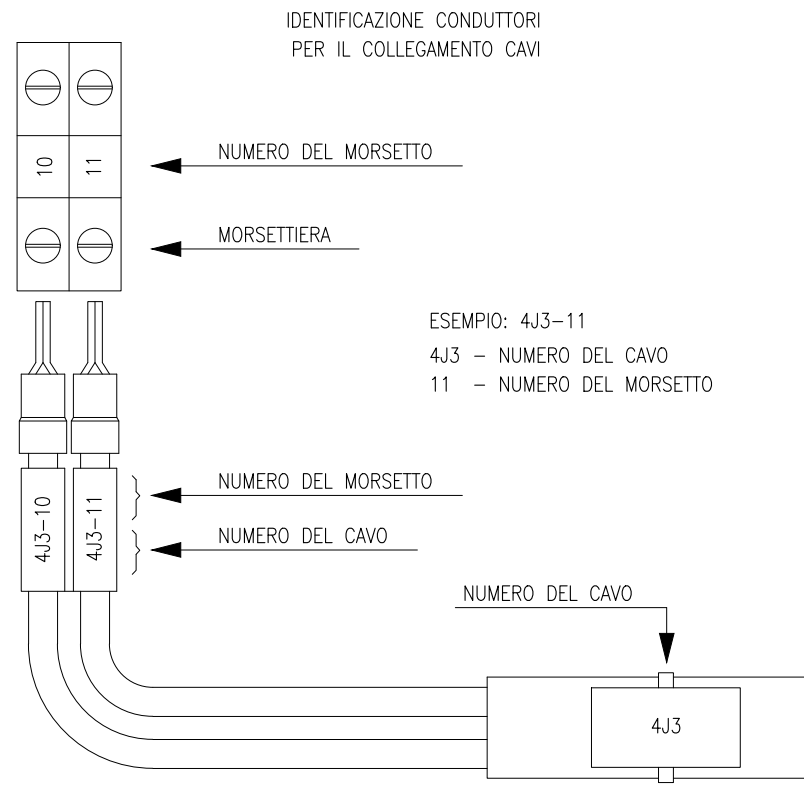 IDENTIFICAZIONE CONDUTTORI
PER IL COLLEGAMENTO CAVI
10
11
NUMERO DEL MORSETTO
MORSETTIERA
ESEMPIO: 4J3-11
4J3 - NUMERO DEL CAVO
11 - NUMERO DEL MORSETTO
4J3-10
4J3-11
NUMERO DEL MORSETTO
NUMERO DEL CAVO
NUMERO DEL CAVO
4J3